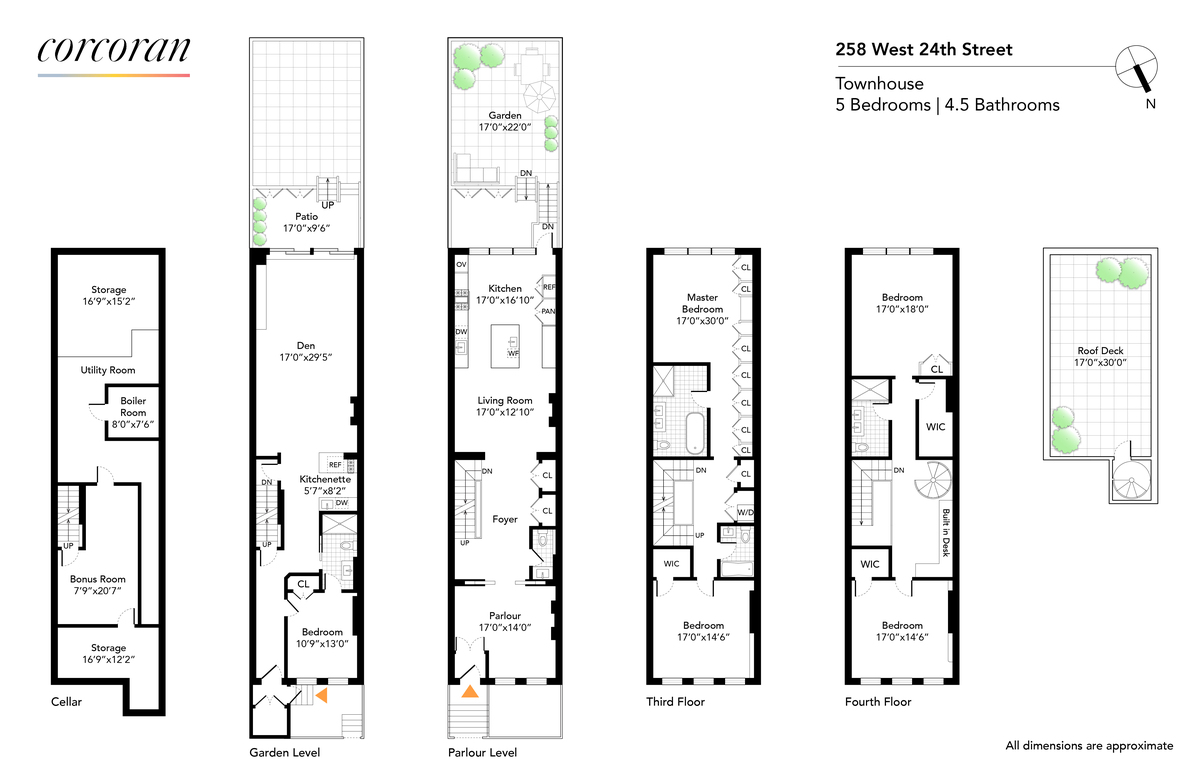 corcoran
258 West 24th Street
Townhouse
5 Bedrooms | 4.5 Bathrooms
N
Storage
16'9"x15'2"
Utility Room
Boiler
Room
8'0"x7'6"
UP
Bonus Room
7'9"x20'7"
Storage
16'9"x12'2"
Cellar
UP
Patio
17'0"x9'6"
Den
17'0"x29'5"
REF
Kitchenette
5'7"x8'2"
DW
DN
UP
CL
Bedroom
10'9"x13'0"
Garden Level
Garden
17'0"x22'0"
DN
DN
OV
Kitchen
17'0"x16'10"
REF
PAN
DW
WF
Living Room
17'0"x12'10"
DN
CL
CL
Foyer
UP
Parlour
17'0"x14'0"
Parlour Level
CL
CL
Master
Bedroom
17'0"x30'0"
CL
CL
CL
CL
CL
DN
CL
W/D
UP
WIC
Bedroom
17'0"x14'6"
Third Floor
Bedroom
17'0"x18'0"
CL
WIC
DN
Built in Desk
WIC
Bedroom
17'0"x14'6"
Fourth Floor
Roof Deck
17'0"x30'0"
All dimensions are approximate